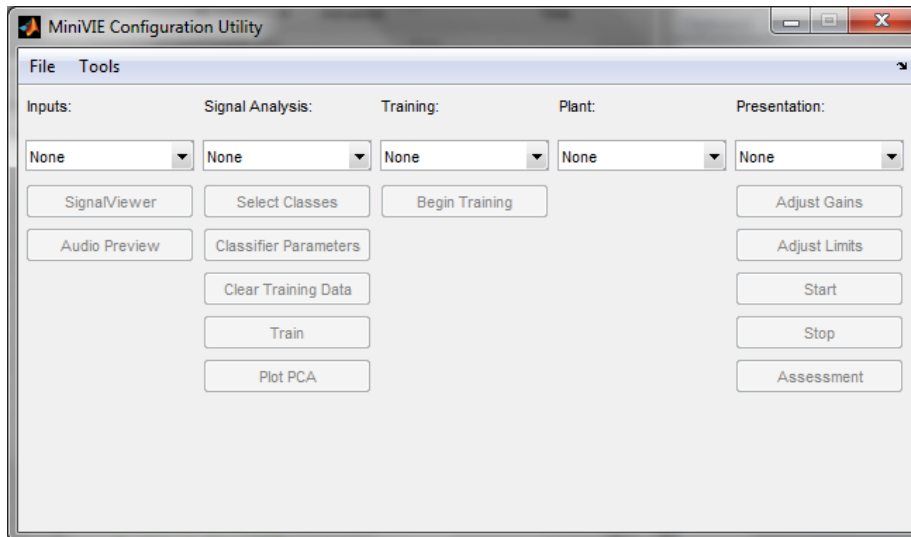 MiniVIE Configuration Utility
File Tools
Inputs: Signal Analysis: Training: Plant: Presentation:
None None None None None
SignalViewer Select Classes Begin Training Adjust Gains
Audio Preview Classifier Parameters Adjust Limits
Clear Training Data Start
Train Stop
Plot PCA Assessment